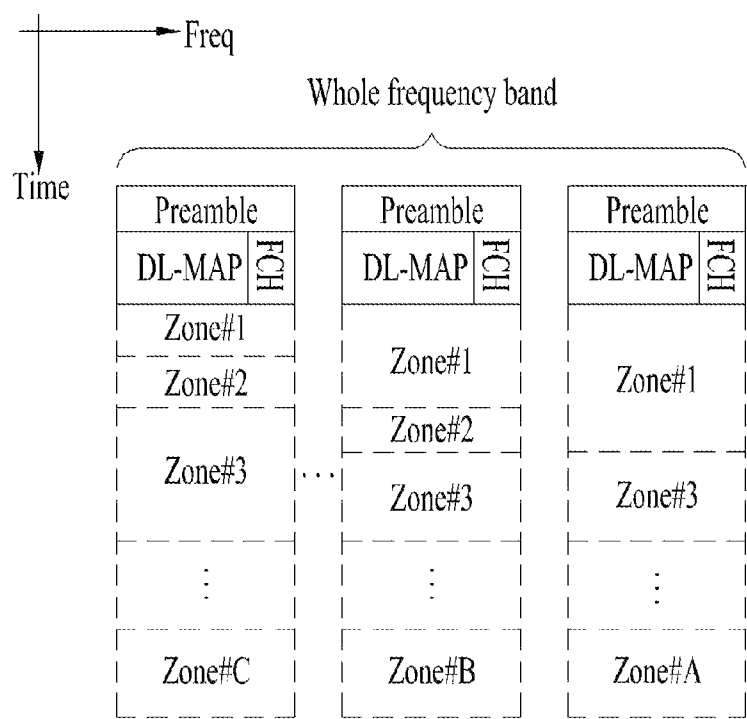 Freq
Time
Whole frequency band
Preamble
DL-MAP
FCH
Zone#1
Zone#2
Zone#3
⋮
Zone#C
...
Preamble
DL-MAP
FCH
Zone#1
Zone#2
Zone#3
⋮
Zone#B
Preamble
DL-MAP
FCH
Zone#1
Zone#3
⋮
Zone#A